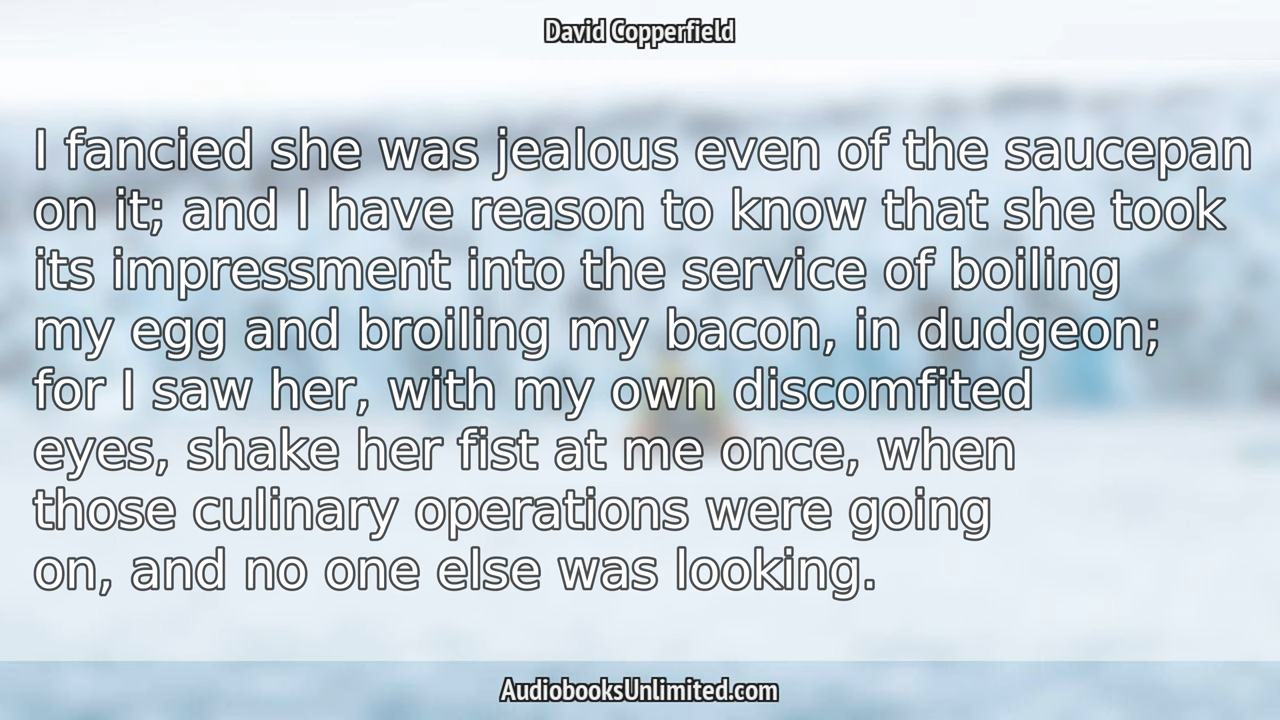 David Copperfield
I fancied she was jealous even of the saucepan
on it; and I have reason to know that she took
its impressment into the service of boiling
my egg and broiling my bacon, in dudgeon;
for I saw her, with my own discomfited
eyes, shake her fist at me once, when
those culinary operations were going
on, and no one else was looking.
AudiobooksUnlimited.com